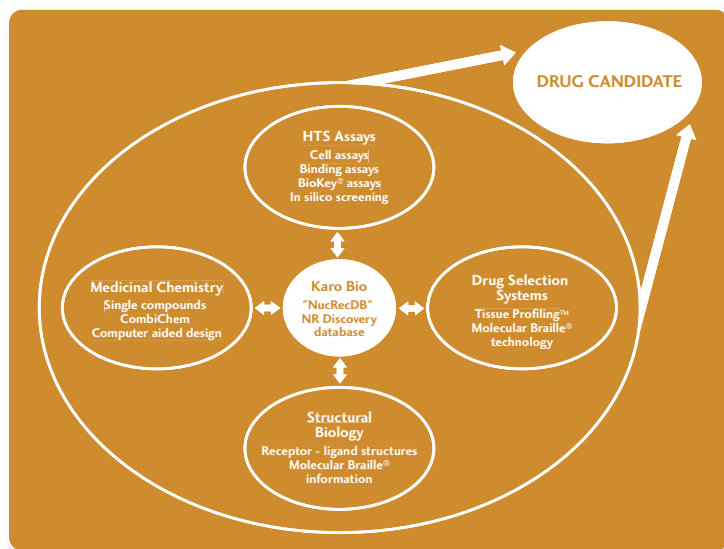 DRUG CANDIDATE
HTS Assays
Cell assays
Binding assays
BioKey® assays
In silico screening
Medicinal Chemistry
Single compounds
CombiChem
Computer aided design
Karo Bio
"NucRecDB"
NR Discovery
database
Drug Selection
Systems
Tissue Profiling™
Molecular Braille®
technology
Structural
Biology
Receptor - ligand structures
Molecular Braille®
information